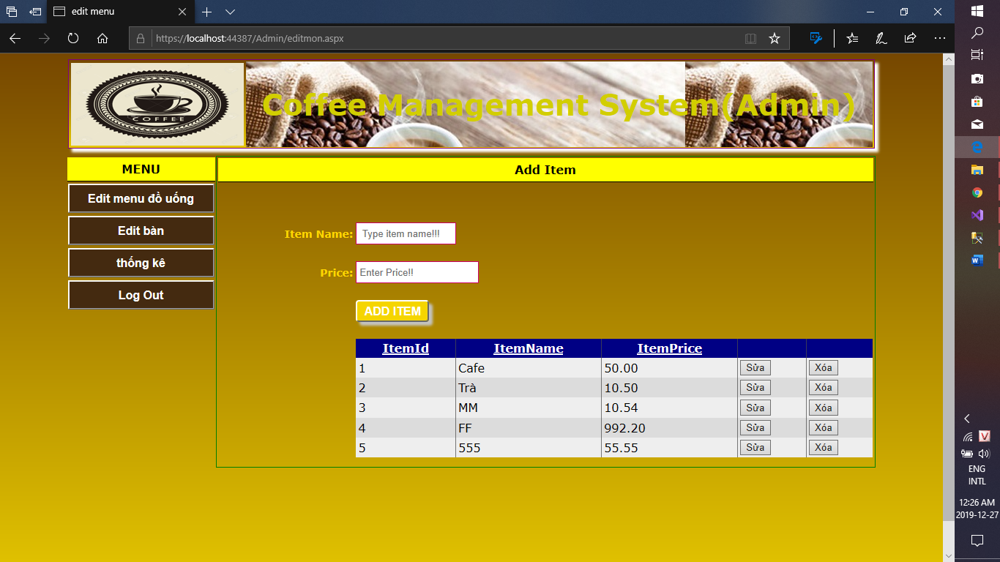 edit menu
https://localhost:44387/Admin/editmon.aspx
COFFEE
Coffee Management System(Admin)
MENU
Add Item
Edit menu đồ uống
Edit bàn
thống kê
Log Out
Item Name: Type item name!!!
Price: Enter Price!!
ADD ITEM
ItemId ItemName ItemPrice
1 Cafe 50.00 Sửa Xóa
2 Trà 10.50 Sửa Xóa
3 MM 10.54 Sửa Xóa
4 FF 992.20 Sửa Xóa
5 555 55.55 Sửa Xóa
V
ENG
INTL
12:26 AM
2019-12-27